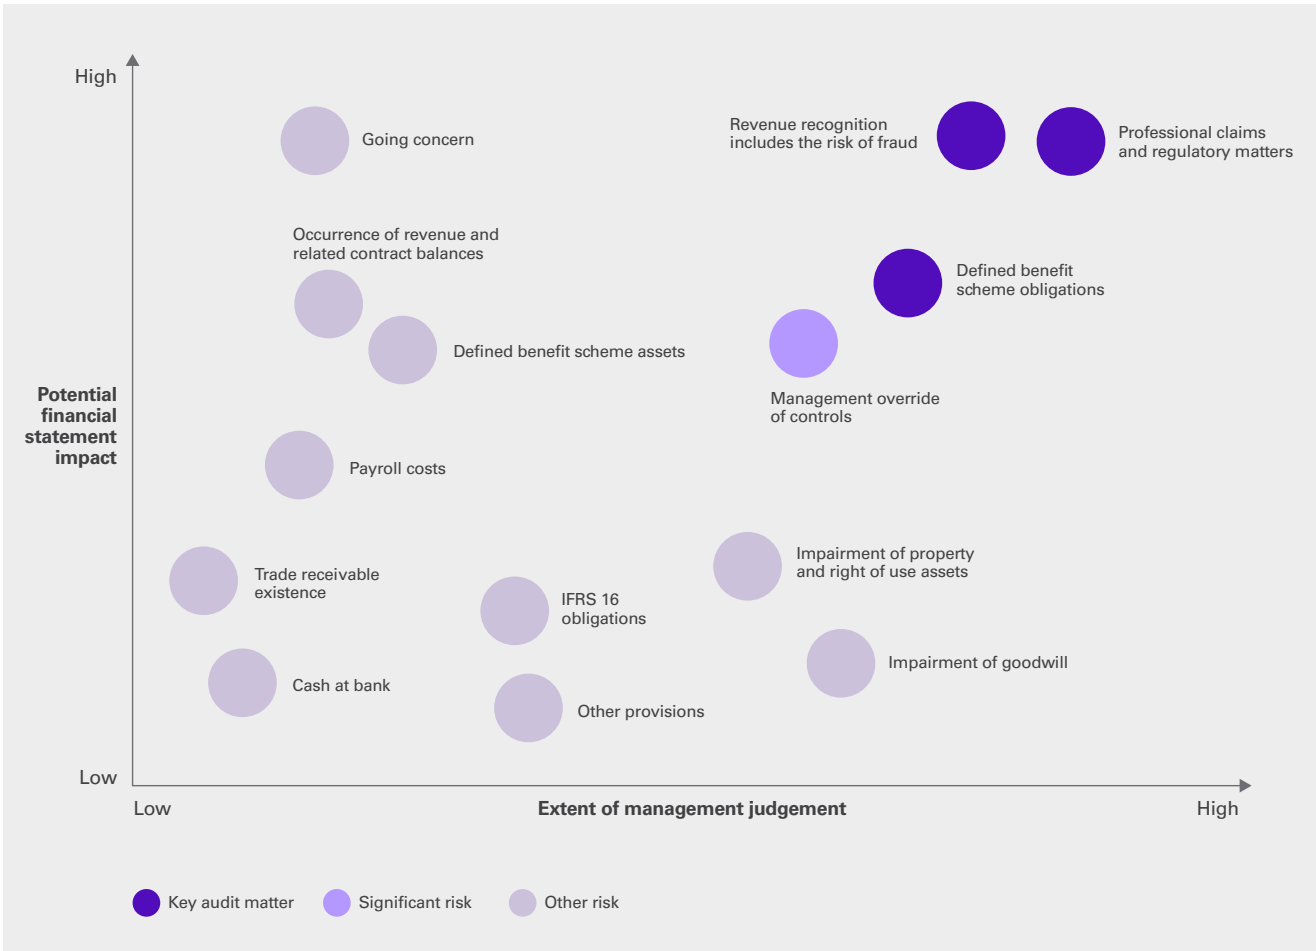 High
Going concern
Revenue recognition
includes the risk of fraud
Professional claims
and regulatory matters
Occurrence of revenue and
related contract balances
Defined benefit
scheme obligations
Defined benefit scheme assets
Management override
of controls
Potential
financial
statement
impact
Payroll costs
Trade receivable
existence
IFRS 16
obligations
Impairment of property
and right of use assets
Impairment of goodwill
Cash at bank
Other provisions
Low
Low
Extent of management judgement
High
Key audit matter
Significant risk
Other risk